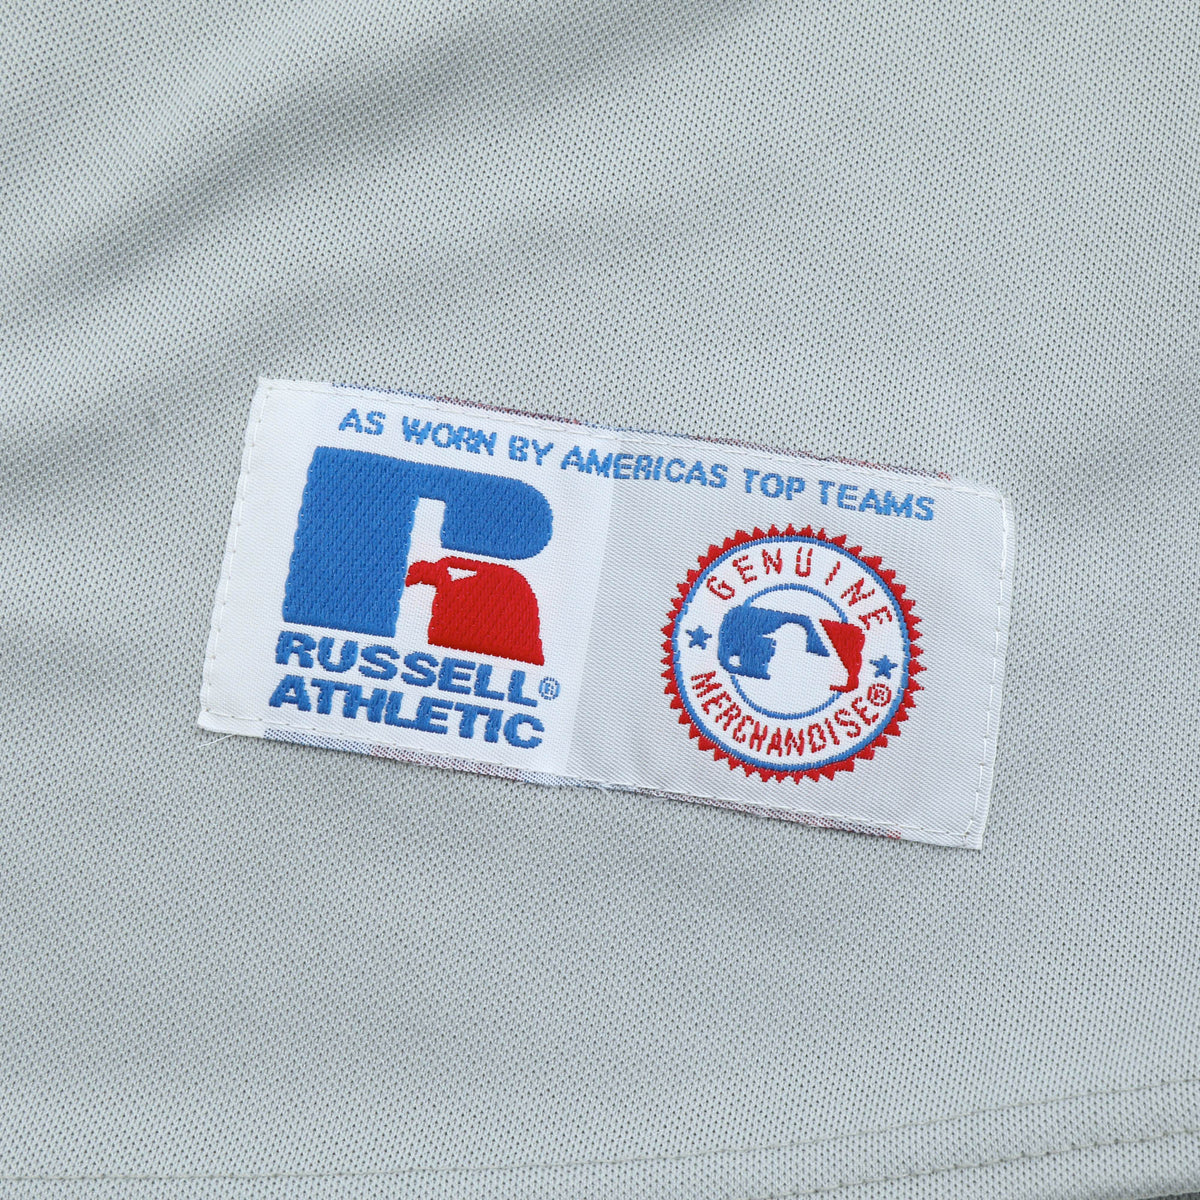 AS WORN BY AMERICAS TOP TEAMS
RUSSELL®
ATHLETIC
GENUINE
MERCHANDISE®